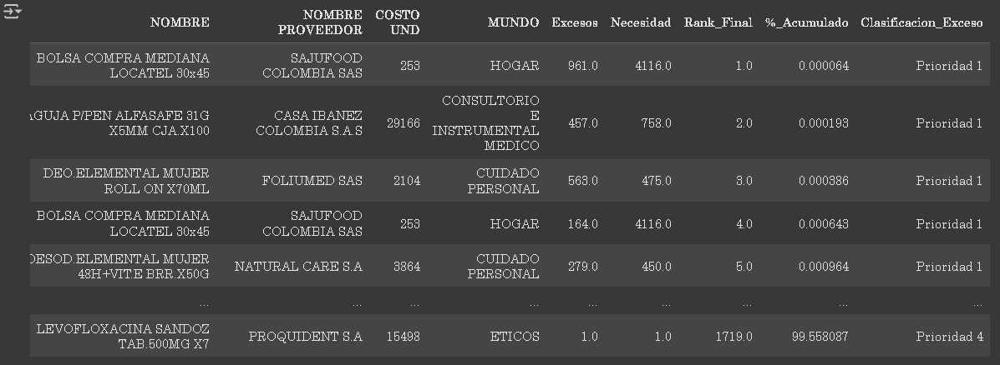 NOMBRE NOMBRE PROVEEDOR COSTO UND MUNDO Excesos Necesidad Rank_Final %_Acumulado Clasificacion_Exceso
BOLSA COMPRA MEDIANA LOCATEL 30x45 SAJUFOOD COLOMBIA SAS 253 HOGAR 961.0 4116.0 1.0 0.000064 Prioridad 1
AGUJA P/PEN ALFASAFE 31G X5MM CJA.X100 CASA IBANEZ COLOMBIA S.A.S 29166 CONSULTORIO E INSTRUMENTAL MEDICO 457.0 758.0 2.0 0.000193 Prioridad 1
DEO.ELEMENTAL MUJER ROLL ON X70ML FOLIUMED SAS 2104 CUIDADO PERSONAL 563.0 475.0 3.0 0.000386 Prioridad 1
BOLSA COMPRA MEDIANA LOCATEL 30x45 SAJUFOOD COLOMBIA SAS 253 HOGAR 164.0 4116.0 4.0 0.000643 Prioridad 1
DESOD.ELEMENTAL MUJER 48H+VIT.E BRR.X50G NATURAL CARE S.A 3864 CUIDADO PERSONAL 279.0 450.0 5.0 0.000964 Prioridad 1
... ... ... ... ... ... ... ... ...
LEVOFLOXACINA SANDOZ TAB.500MG X7 PROQUIDENT S.A 15498 ETICOS 1.0 1.0 1719.0 99.558087 Prioridad 4